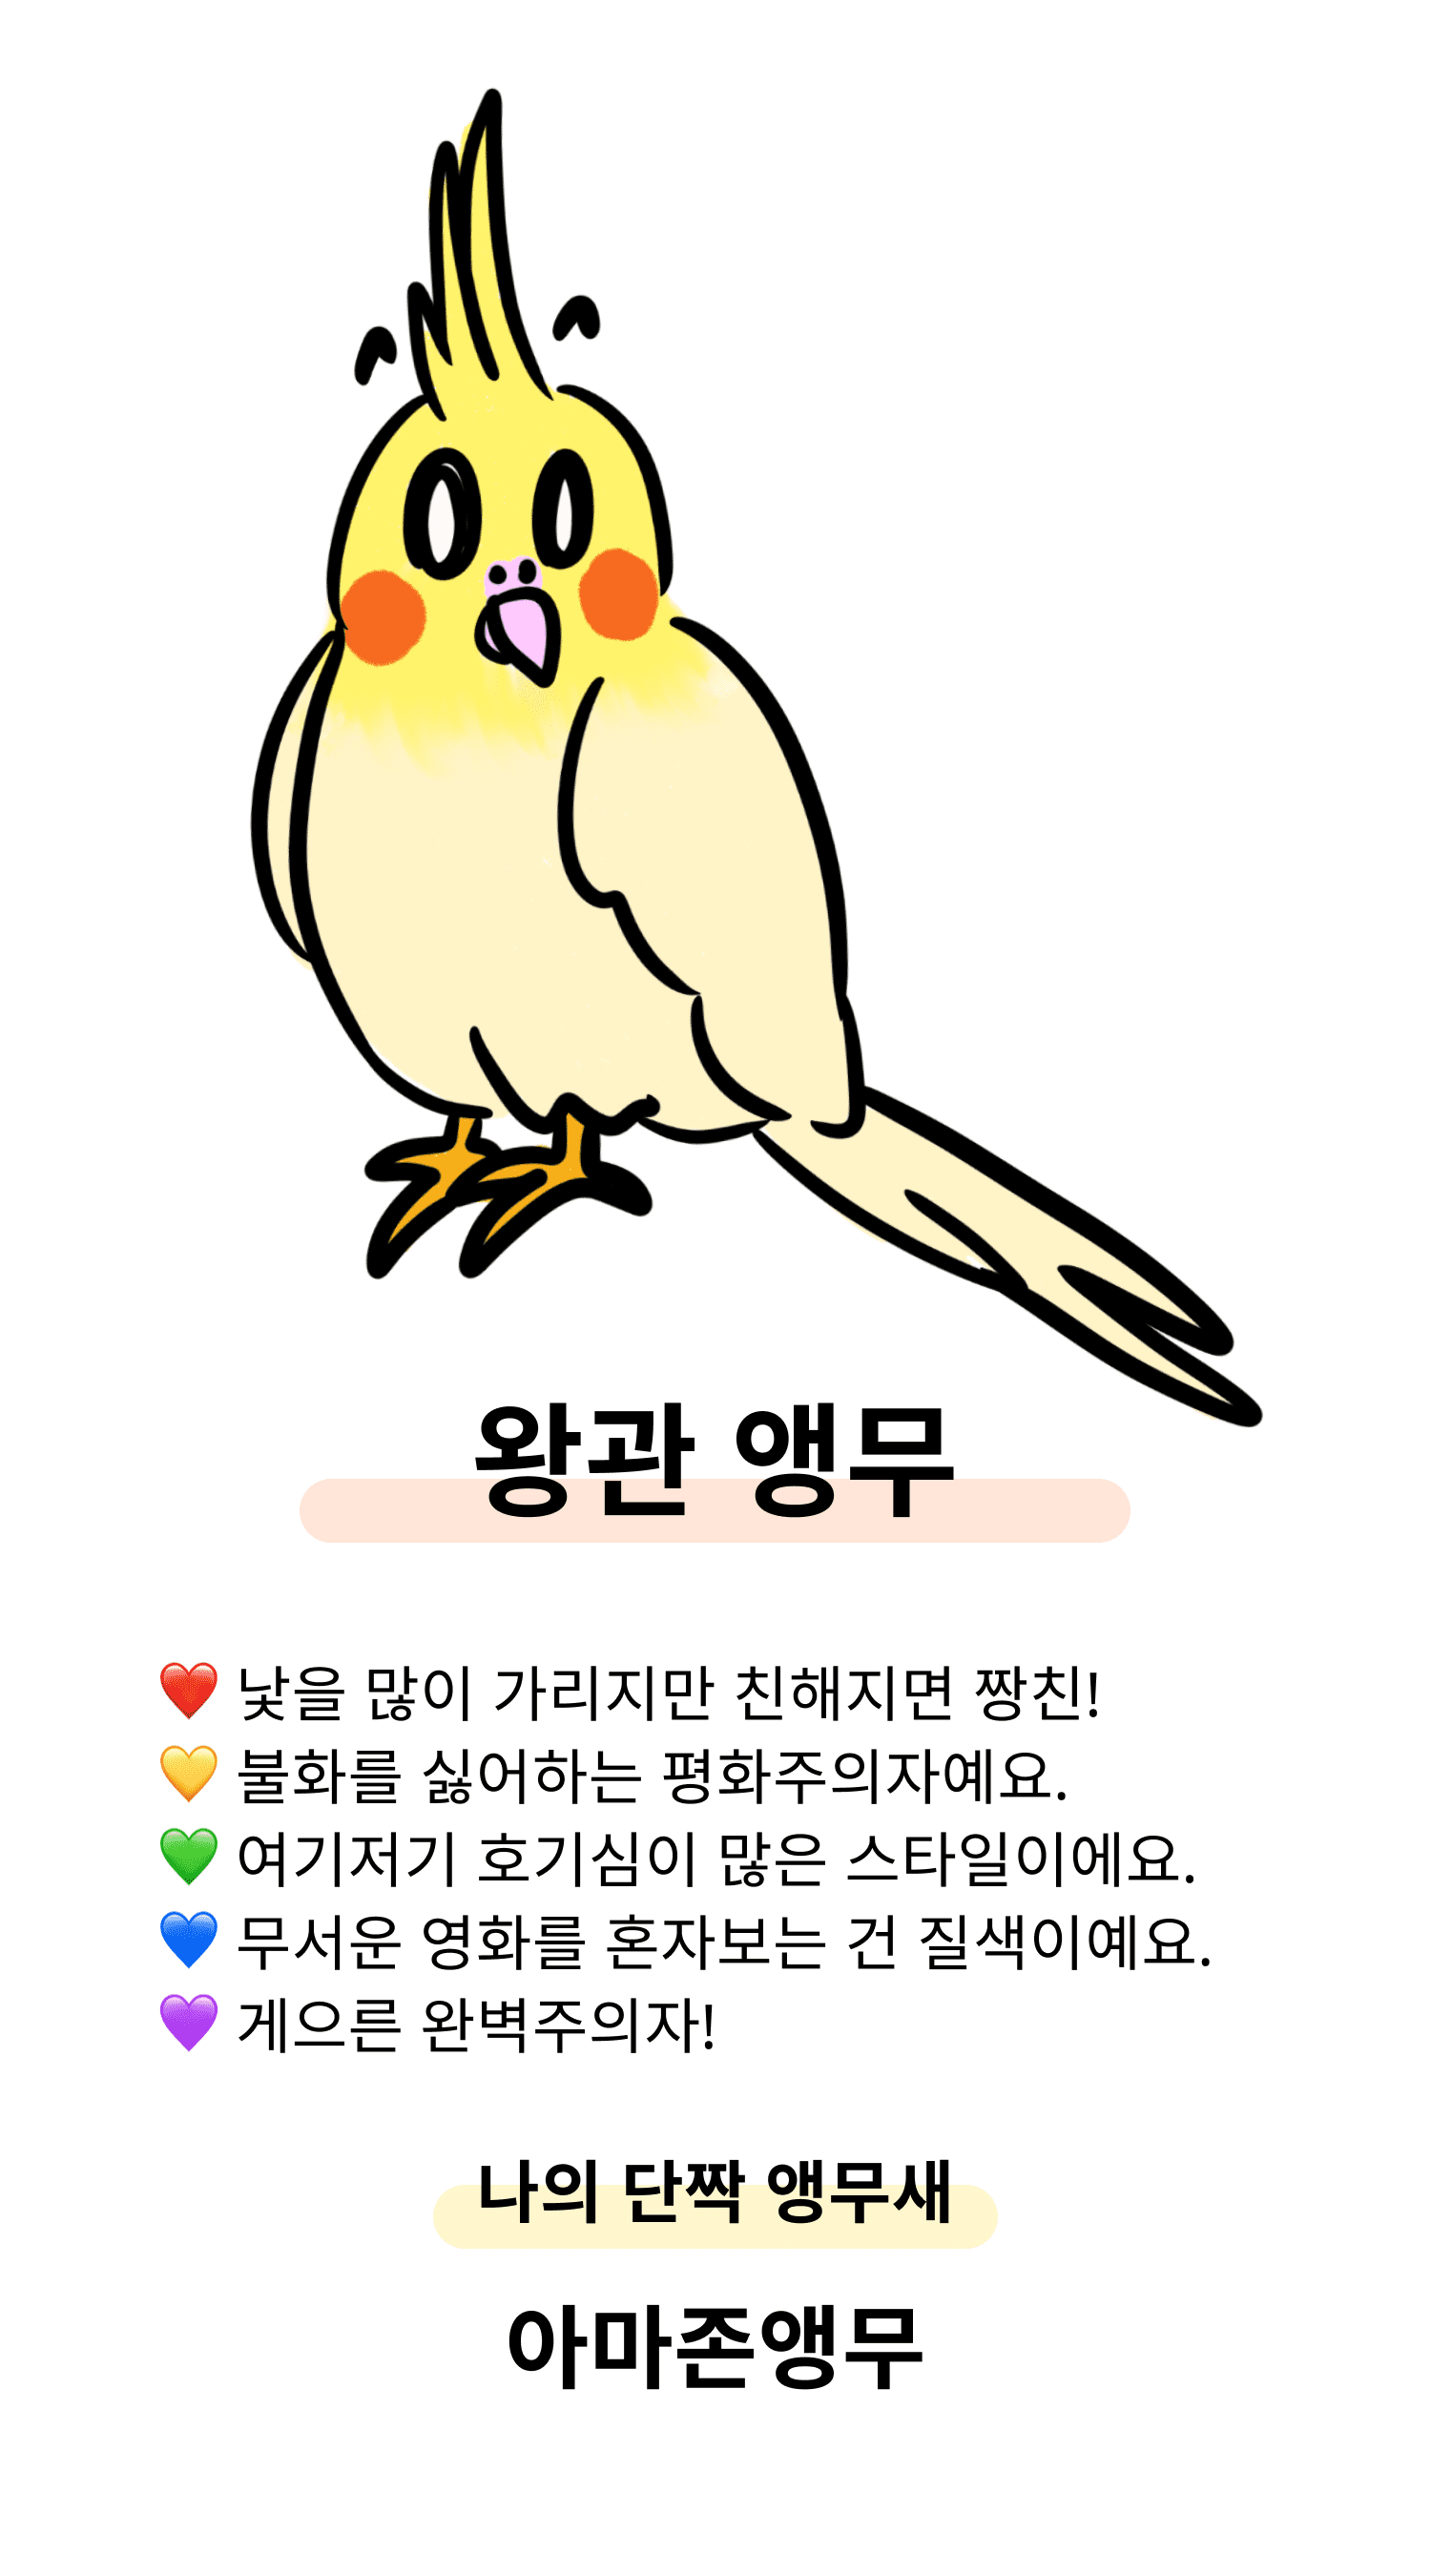 왕관 앵무
❤️ 낯을 많이 가리지만 친해지면 짱친!
💛 불화를 싫어하는 평화주의자예요.
💚 여기저기 호기심이 많은 스타일이에요.
💙 무서운 영화를 혼자보는 건 질색이예요.
💜 게으른 완벽주의자!
나의 단짝 앵무새
아마존앵무